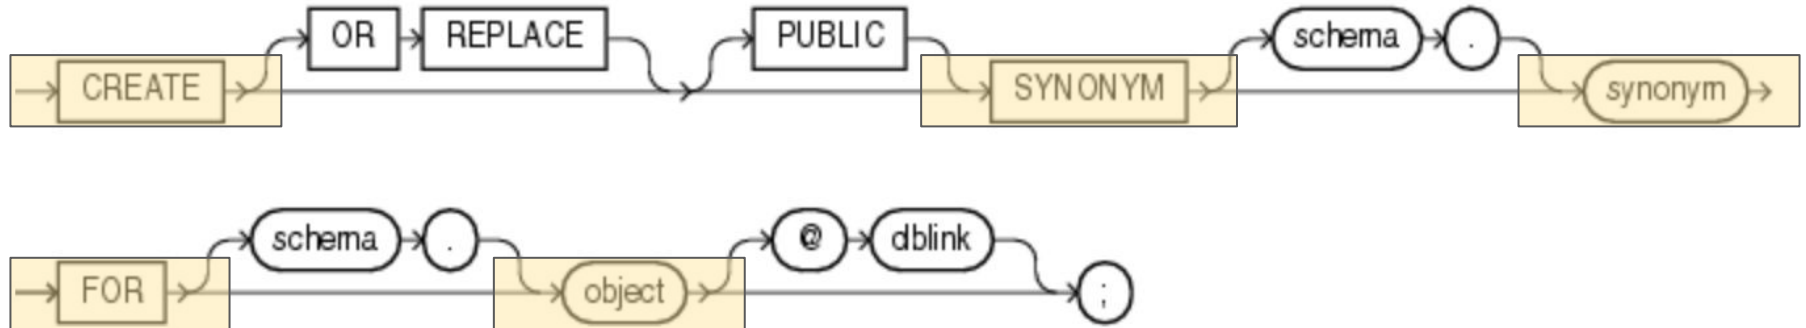 OR REPLACE PUBLIC schema .
CREATE SYNONYM synonym
schema . @ dblink
FOR object ;